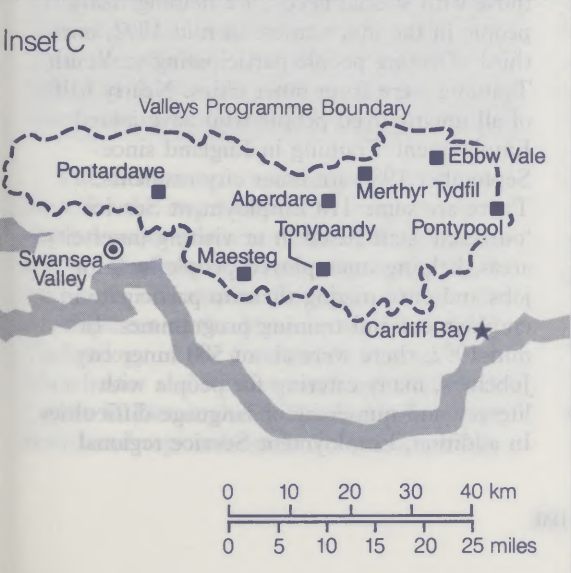 Inset C
Valleys Programme Boundary
Ebbw Vale
Pontardawe
Merthyr Tydfil
Aberdare
Pontypool
Tonypandy
Swansea
Valley
Maesteg
Cardiff Bay
0 10 20 30 40 km
0 5 10 15 20 25 miles